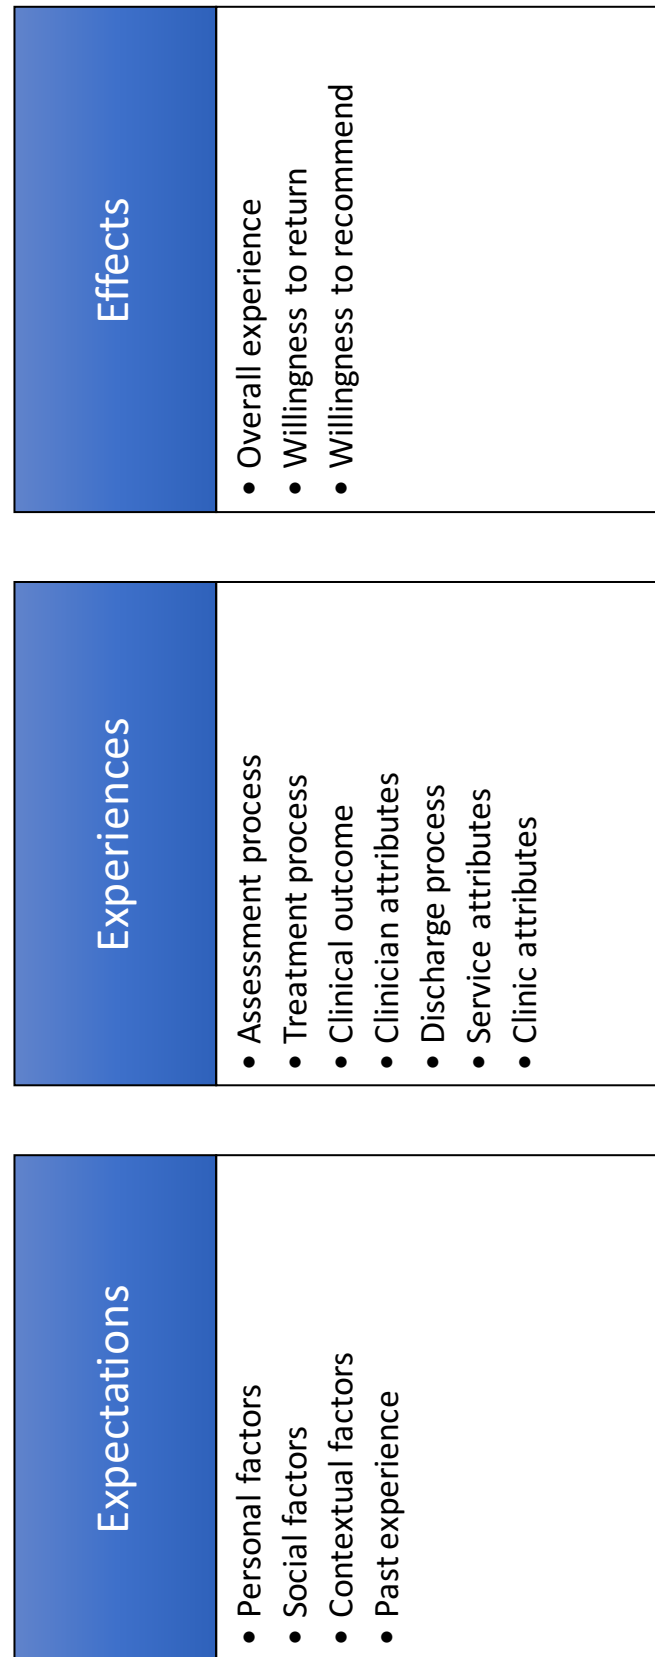 Expectations
• Personal factors
• Social factors
• Contextual factors
• Past experience
Experiences
• Assessment process
• Treatment process
• Clinical outcome
• Clinician attributes
• Discharge process
• Service attributes
• Clinic attributes
Effects
• Overall experience
• Willingness to return
• Willingness to recommend